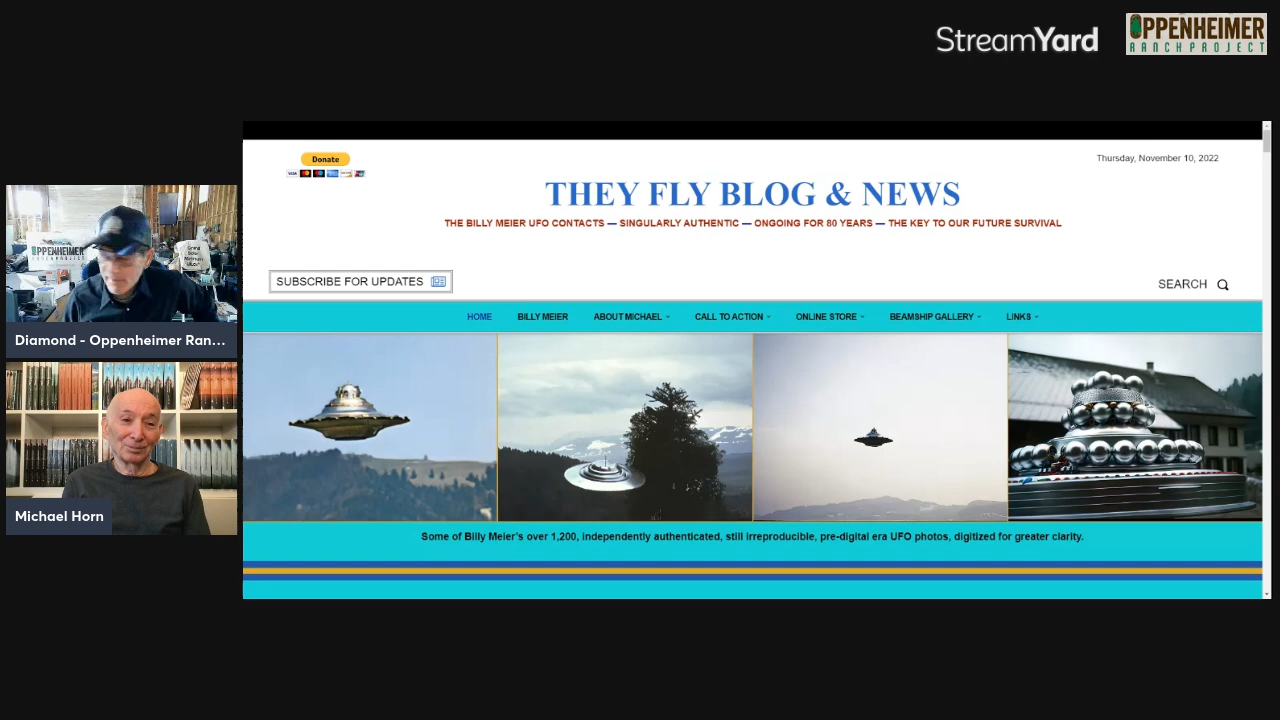 StreamYard
OPPENHEIMER
RANCH PROJECT
Donate
VISA
Thursday, November 10, 2022
THEY FLY BLOG & NEWS
THE BILLY MEIER UFO CONTACTS — SINGULARLY AUTHENTIC — ONGOING FOR 80 YEARS — THE KEY TO OUR FUTURE SURVIVAL
SUBSCRIBE FOR UPDATES
SEARCH
HOME BILLY MEIER ABOUT MICHAEL CALL TO ACTION ONLINE STORE BEAMSHIP GALLERY LINKS
Some of Billy Meier's over 1,200, independently authenticated, still irreproducible, pre-digital era UFO photos, digitized for greater clarity.
OPPENHEIMER
Diamond - Oppenheimer Ran...
Michael Horn